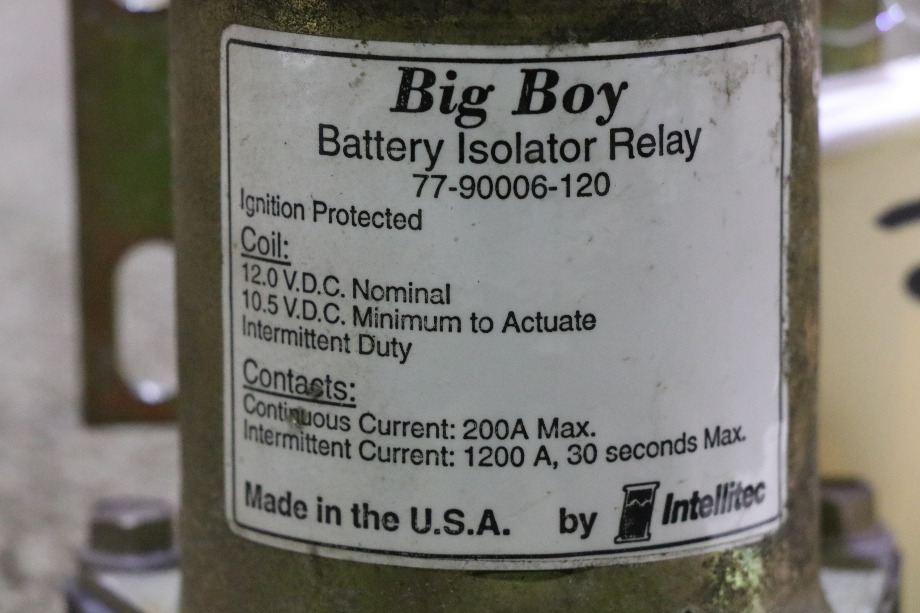 Big Boy
Battery Isolator Relay
77-90006-120
Ignition Protected
Coil:
12.0 V.D.C. Nominal
10.5 V.D.C. Minimum to Actuate
Intermittent Duty
Contacts:
Continuous Current: 200A Max.
Intermittent Current: 1200 A, 30 seconds Max.
Made in the U.S.A. by Intellitec